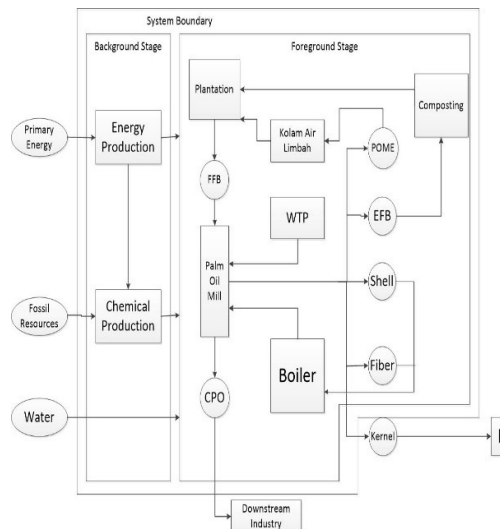 System Boundary
Background Stage
Foreground Stage
Plantation
Composting
Primary
Energy
Energy
Production
Kolam Air
Limbah
POME
FFB
WTP
EFB
Palm
Oil
Mill
Shell
Fossil
Resources
Chemical
Production
Boiler
Fiber
CPO
Water
Kernel
Downstream
Industry